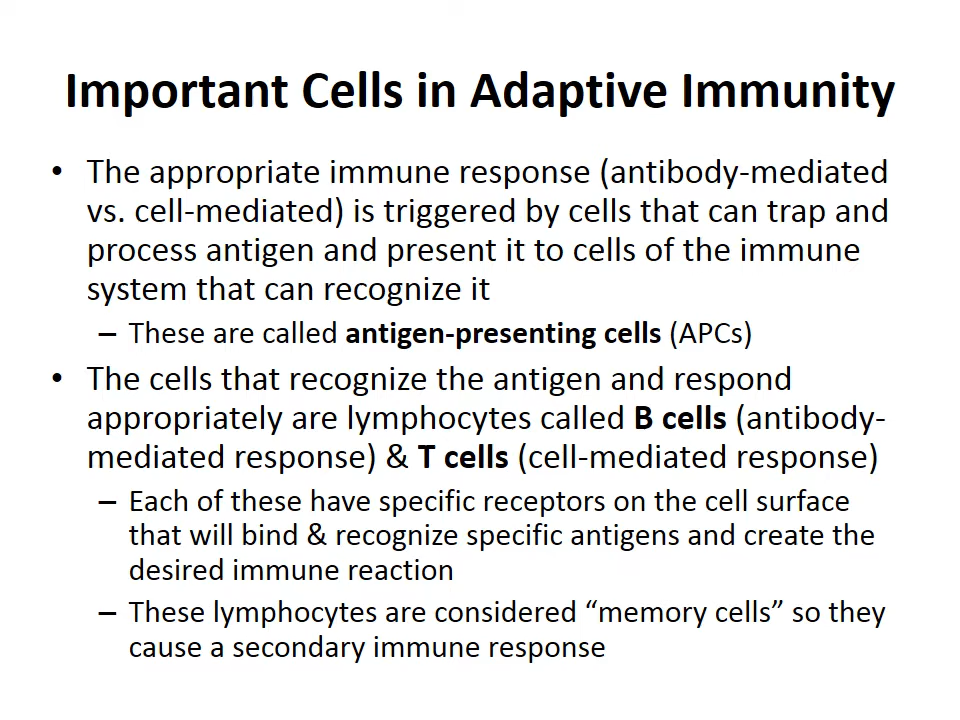 Important Cells in Adaptive Immunity
• The appropriate immune response (antibody-mediated
vs. cell-mediated) is triggered by cells that can trap and
process antigen and present it to cells of the immune
system that can recognize it
– These are called antigen-presenting cells (APCs)
• The cells that recognize the antigen and respond
appropriately are lymphocytes called B cells (antibody-
mediated response) & T cells (cell-mediated response)
– Each of these have specific receptors on the cell surface
that will bind & recognize specific antigens and create the
desired immune reaction
– These lymphocytes are considered “memory cells” so they
cause a secondary immune response